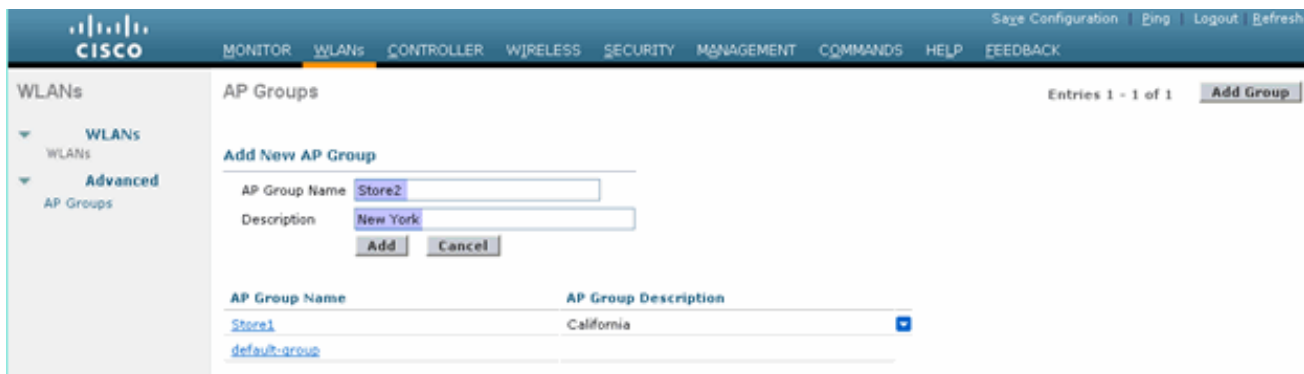 Save Configuration | Ping | Logout | Refresh
CISCO
MONITOR WLANs CONTROLLER WIRELESS SECURITY MANAGEMENT COMMANDS HELP FEEDBACK
WLANs
AP Groups
Entries 1 - 1 of 1
Add Group
WLANs
WLANs
Advanced
AP Groups
Add New AP Group
AP Group Name Store2
Description New York
Add Cancel
AP Group Name AP Group Description
Store1 California
default-group